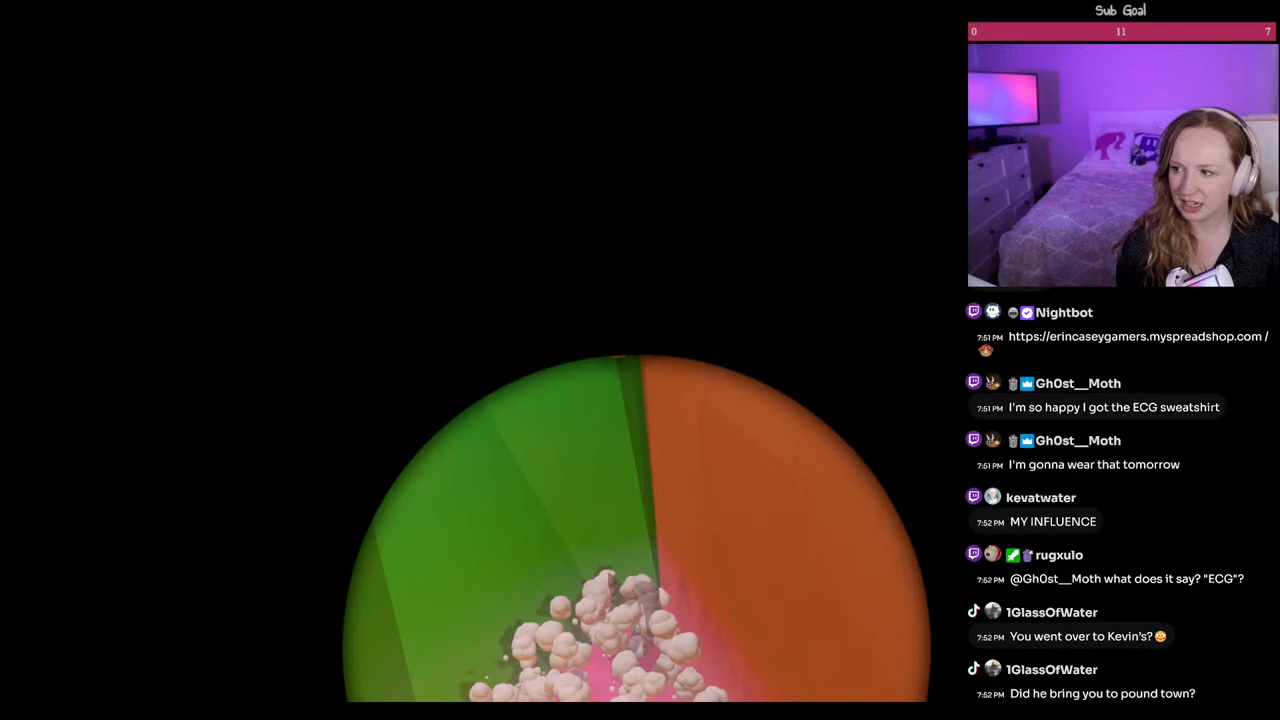 Sub Goal
0 11 7
Nightbot
7:51 PM https://erincaseygamers.myspreadshop.com /
Gh0st__Moth
7:51 PM I'm so happy I got the ECG sweatshirt
Gh0st__Moth
7:51 PM I'm gonna wear that tomorrow
kevatwater
7:52 PM MY INFLUENCE
rugxulo
7:52 PM @Gh0st__Moth what does it say? "ECG"?
1GlassOfWater
7:52 PM You went over to Kevin's?
1GlassOfWater
7:52 PM Did he bring you to pound town?